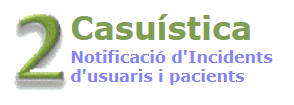 2 Casuística
Notificació d'Incidents
d'usuaris i pacients